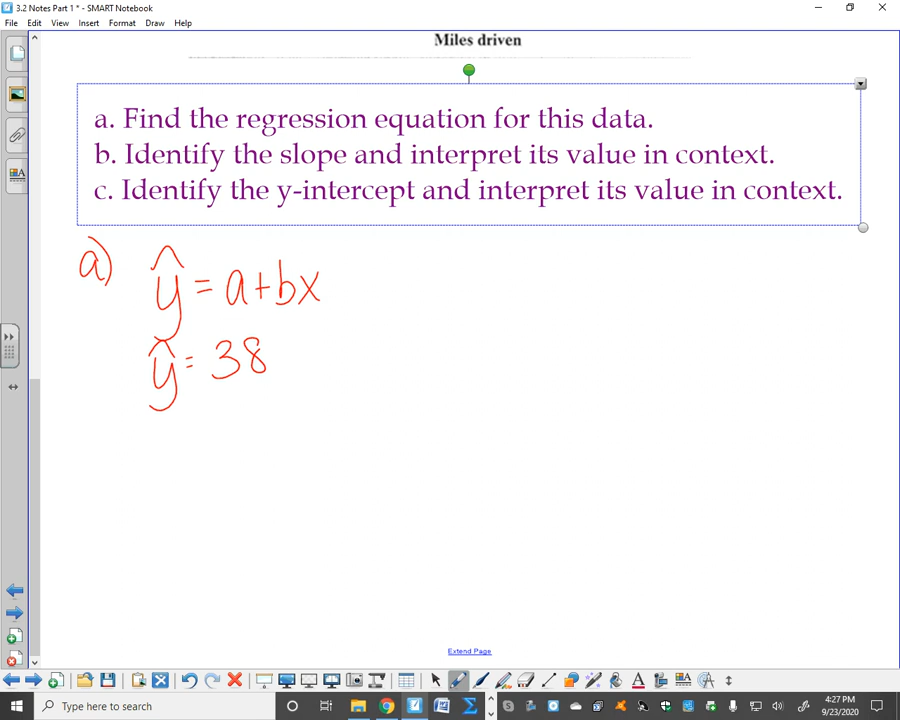 3.2 Notes Part 1 * - SMART Notebook
File Edit View Insert Format Draw Help
Miles driven
a. Find the regression equation for this data.
b. Identify the slope and interpret its value in context.
c. Identify the y-intercept and interpret its value in context.
a) ŷ = a+bx
ŷ = 38
Extend Page
Type here to search
4:27 PM
9/23/2020